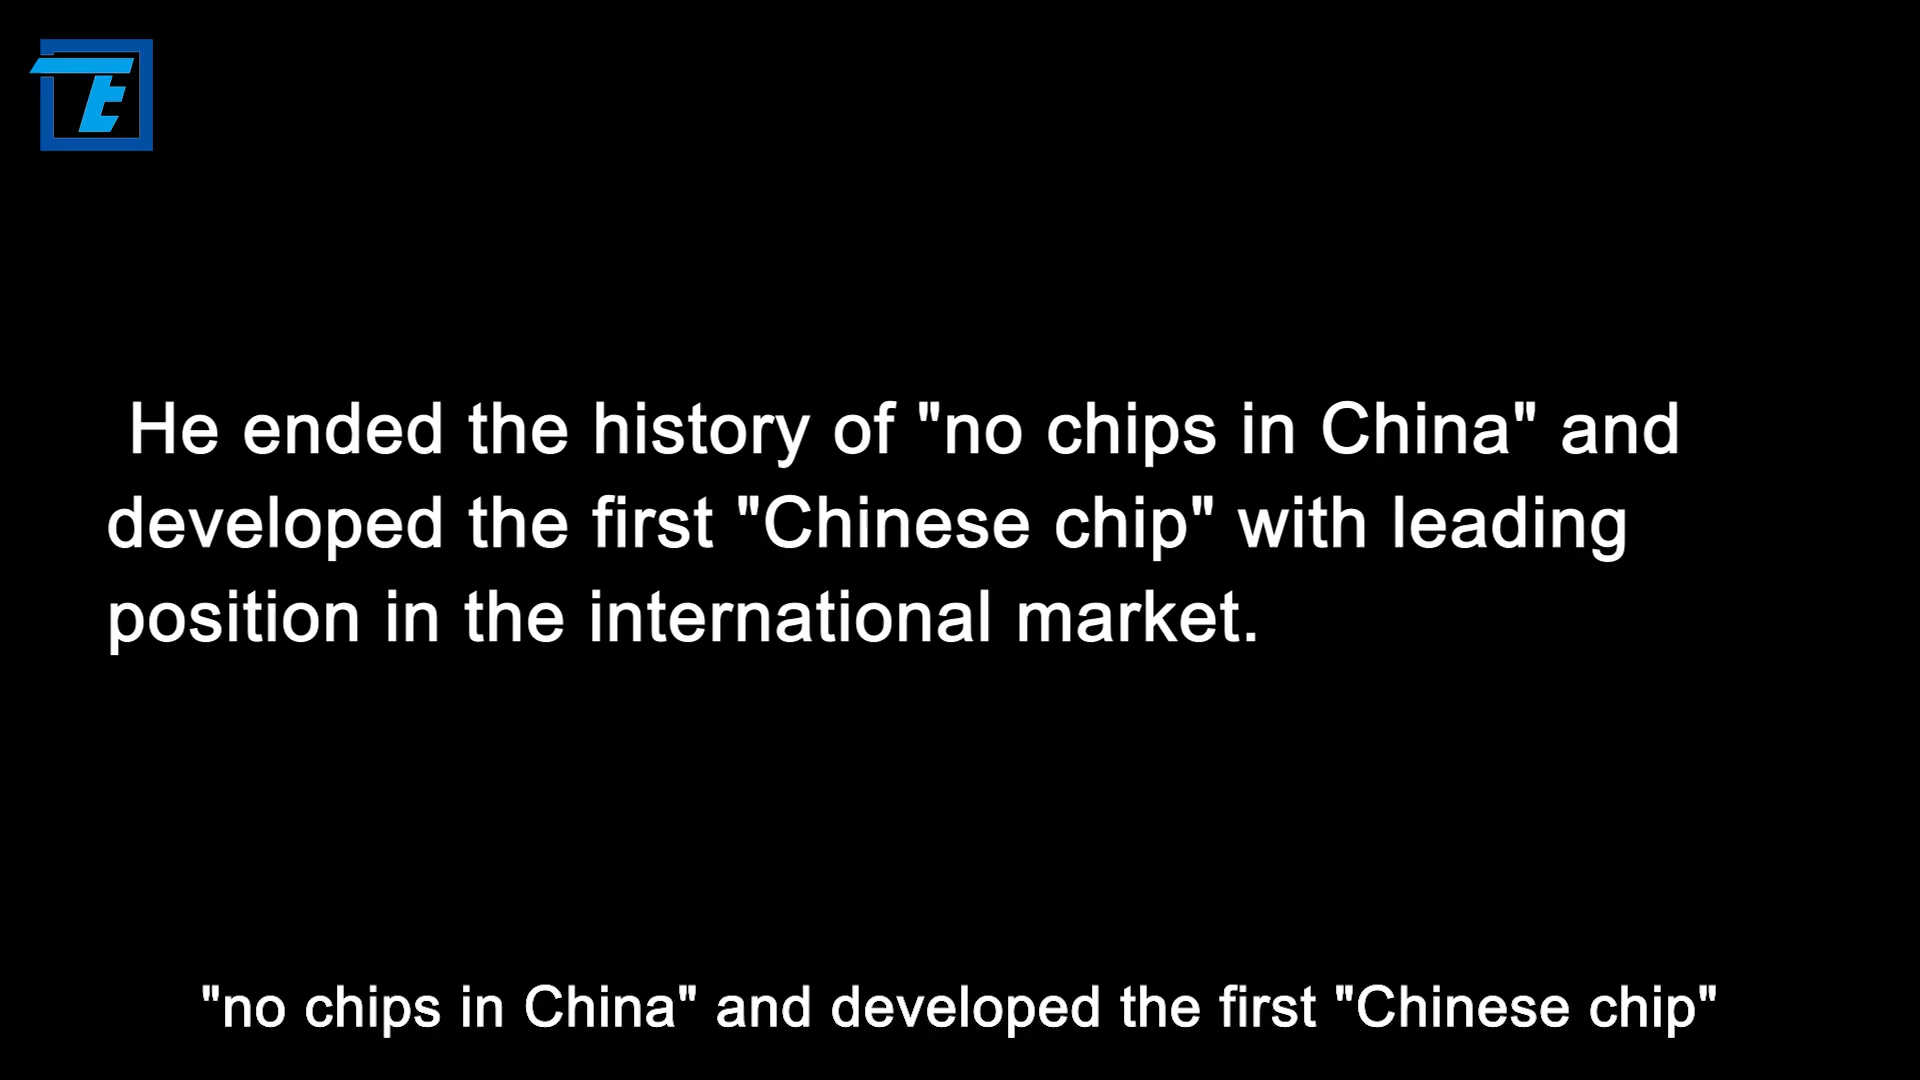 He ended the history of "no chips in China" and
developed the first "Chinese chip" with leading
position in the international market.
"no chips in China" and developed the first "Chinese chip"